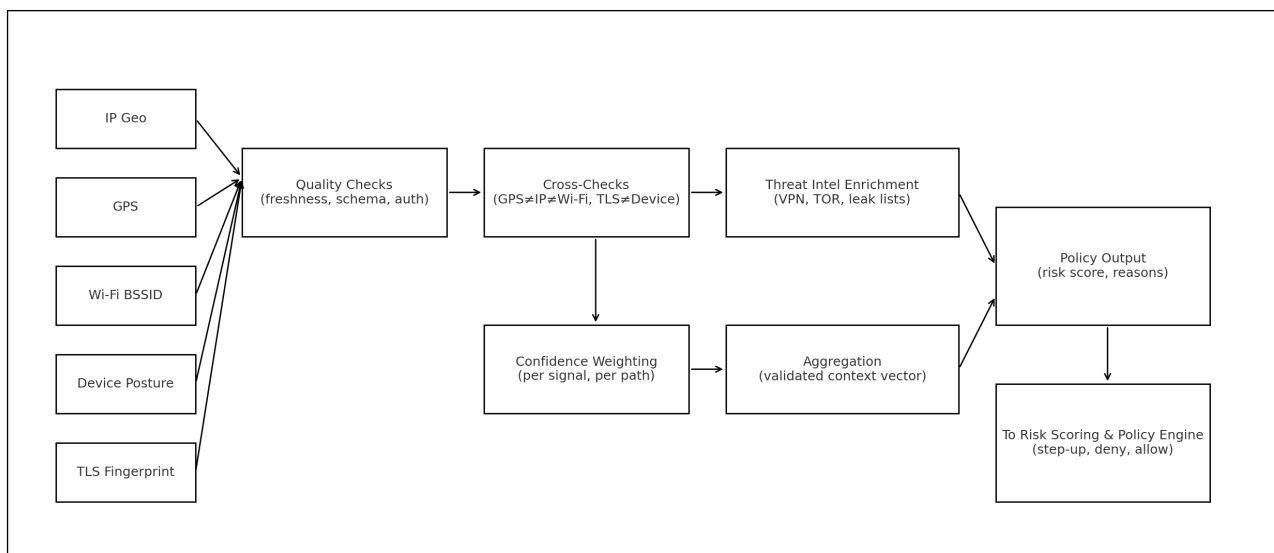 IP Geo
GPS
Wi-Fi BSSID
Device Posture
TLS Fingerprint
Quality Checks
(freshness, schema, auth)
Cross-Checks
(GPS≠IP≠Wi-Fi, TLS≠Device)
Threat Intel Enrichment
(VPN, TOR, leak lists)
Confidence Weighting
(per signal, per path)
Aggregation
(validated context vector)
Policy Output
(risk score, reasons)
To Risk Scoring & Policy Engine
(step-up, deny, allow)